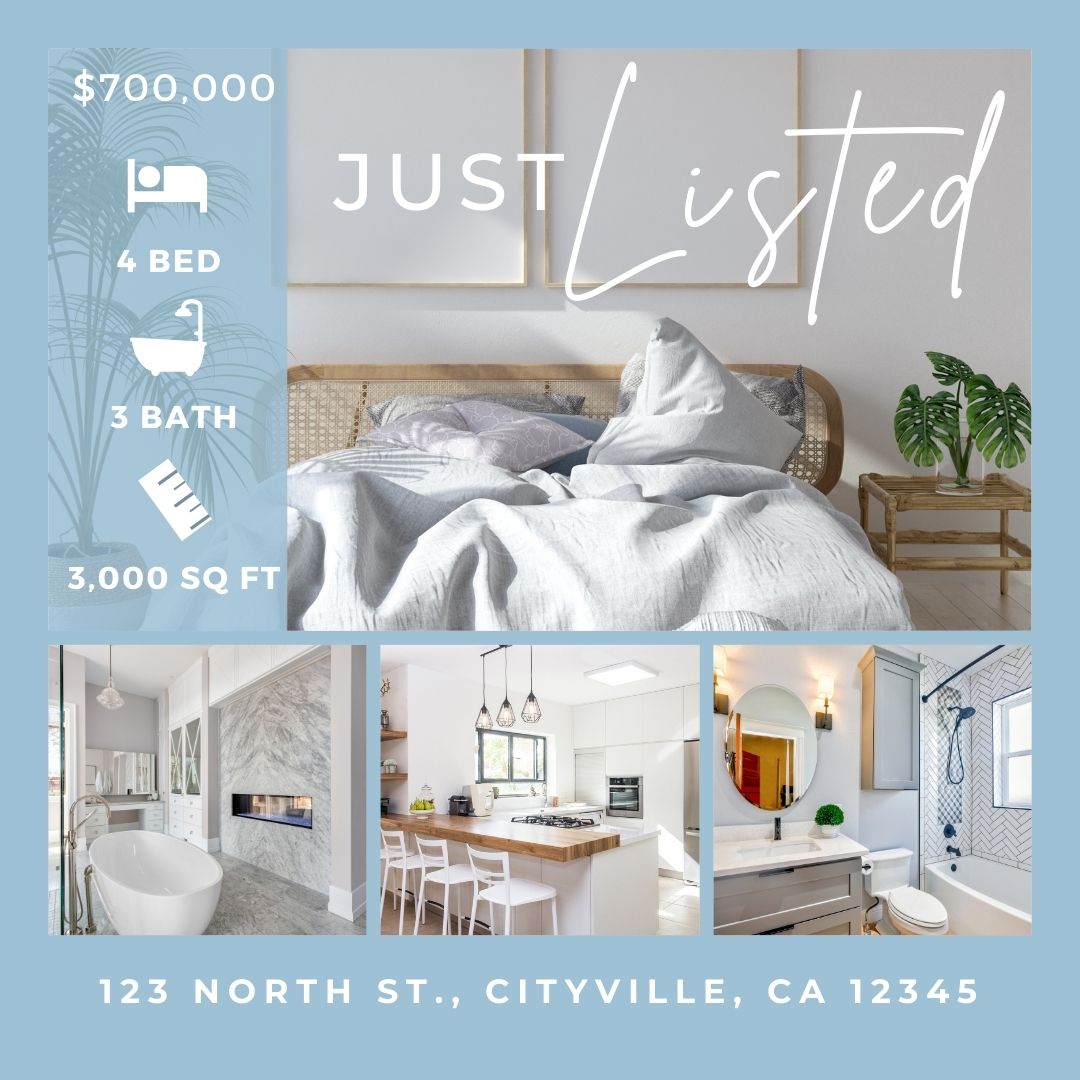 $700,000
JUST Listed
4 BED
3 BATH
3,000 SQ FT
123 NORTH ST., CITYVILLE, CA 12345